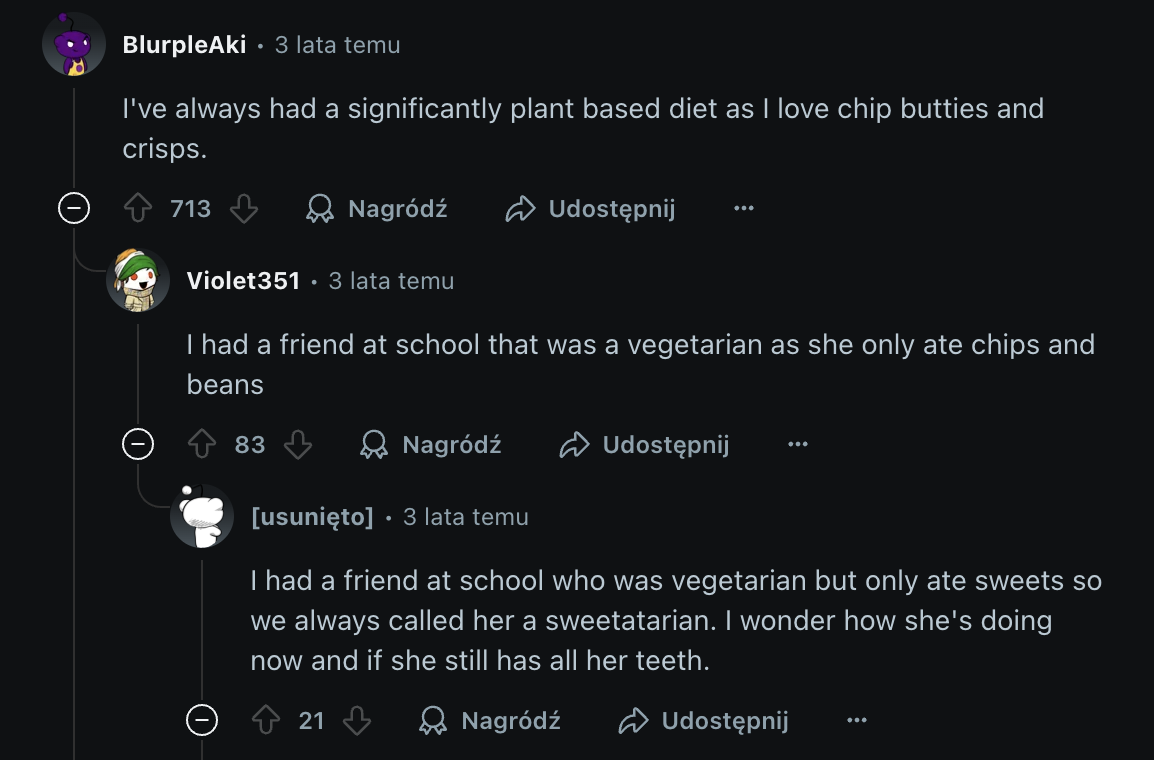 BlurpleAki • 3 lata temu
I've always had a significantly plant based diet as I love chip butties and
crisps.
713 Nagródź Udostępnij ...
Violet351 • 3 lata temu
I had a friend at school that was a vegetarian as she only ate chips and
beans
83 Nagródź Udostępnij ...
[usunięto] • 3 lata temu
I had a friend at school who was vegetarian but only ate sweets so
we always called her a sweetatarian. I wonder how she's doing
now and if she still has all her teeth.
21 Nagródź Udostępnij ...